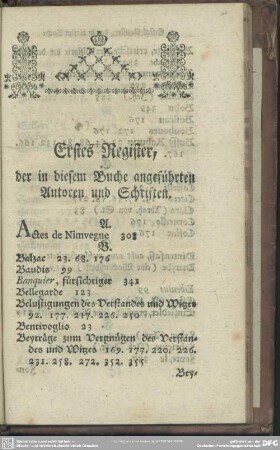 Erstes Register,
der in diesem Buche angeführten
Autoren und Schriften.
A.
Actes de Nimvegue 308
B.
Balzac 23. 68. 176
Baudis 99
Banquier, fürsichtiger 341
Bellegarde 123
Belustigungen des Verstandes und Witzes
92. 177. 217. 226. 250
Bentivoglio 23
Beyträge zum Vergnügen des Verstan-
des und Witzes 169. 177. 220. 226.
231. 258. 272. 352. 355
Bey-
DFG